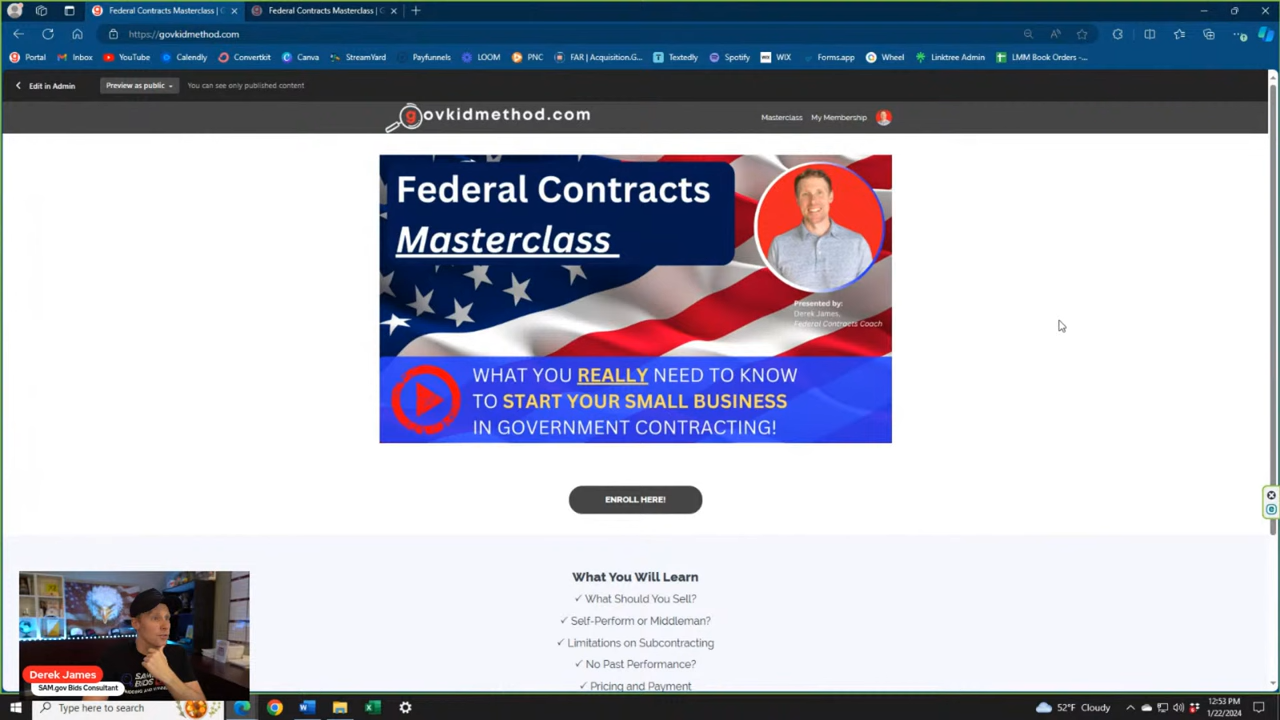 Federal Contracts Masterclass | G
Federal Contracts Masterclass | G
https://govkidmethod.com
Portal
Inbox
YouTube
Calendly
Convertkit
Canva
StreamYard
Payfunnels
LOOM
PNC
FAR | Acquisition.G...
Textedly
Spotify
WIX
Forms.app
Wheel
Linktree Admin
LMM Book Orders -...
Edit in Admin
Preview as public
You can see only published content
govkidmethod.com
Masterclass
My Membership
Federal Contracts
Masterclass
Presented by:
Derek James,
Federal Contracts Coach
WHAT YOU REALLY NEED TO KNOW
TO START YOUR SMALL BUSINESS
IN GOVERNMENT CONTRACTING!
ENROLL HERE!
What You Will Learn
✓ What Should You Sell?
✓ Self-Perform or Middleman?
✓ Limitations on Subcontracting
✓ No Past Performance?
✓ Pricing and Payment
Derek James
SAM.gov Bids Consultant
Type here to search
52°F Cloudy
12:53 PM
1/22/2024